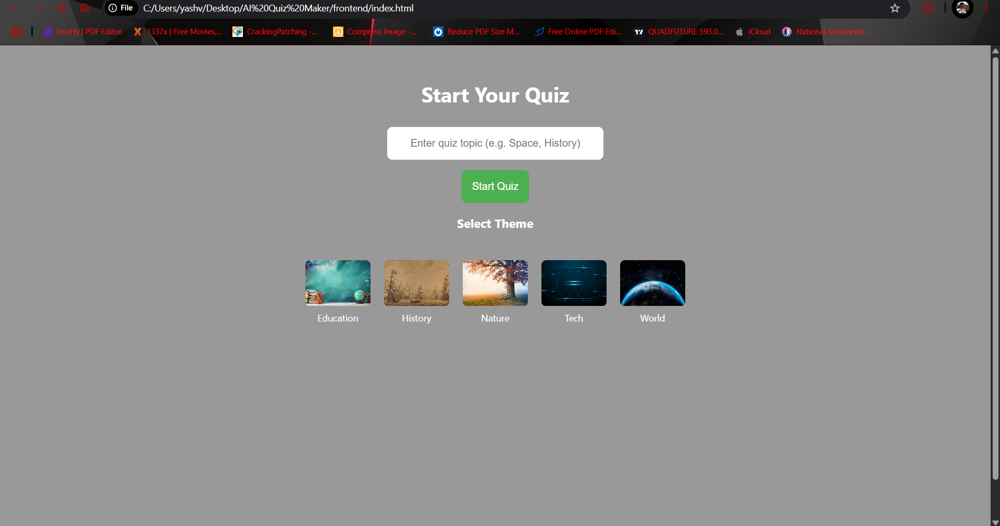 File C:/Users/yashv/Desktop/AI%20Quiz%20Maker/frontend/index.html
DocFly | PDF Editor 1337x | Free Movies,... CrackingPatching -... Compress Image -... Reduce PDF Size M... Free Online PDF Edi... QUADFUTURE 593.0... iCloud National Scholarshi...
Start Your Quiz
Enter quiz topic (e.g. Space, History)
Start Quiz
Select Theme
Education History Nature Tech World